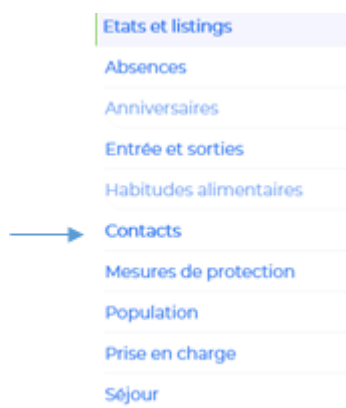 Etats et listings
Absences
Anniversaires
Entrée et sorties
Habitudes alimentaires
Contacts
Mesures de protection
Population
Prise en charge
Séjour